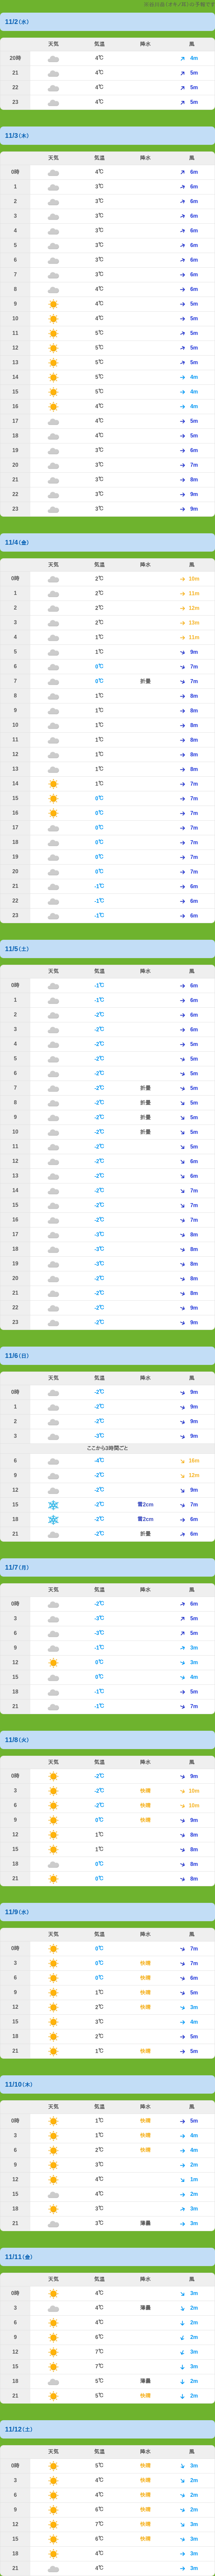 11/2(水)
天気 気温 降水 風
20時 4℃ 4m
21 4℃ 5m
22 4℃ 5m
23 4℃ 5m
11/3(木)
天気 気温 降水 風
0時 4℃ 6m
1 3℃ 6m
2 3℃ 6m
3 3℃ 6m
4 3℃ 6m
5 3℃ 6m
6 3℃ 6m
7 3℃ 6m
8 4℃ 6m
9 4℃ 5m
10 4℃ 5m
11 5℃ 5m
12 5℃ 5m
13 5℃ 5m
14 5℃ 4m
15 5℃ 4m
16 4℃ 4m
17 4℃ 5m
18 4℃ 5m
19 3℃ 6m
20 3℃ 7m
21 3℃ 8m
22 3℃ 9m
23 3℃ 9m
11/4(金)
天気 気温 降水 風
0時 2℃ 10m
1 2℃ 11m
2 2℃ 12m
3 2℃ 12m
4 1℃ 11m
5 1℃ 9m
6 0℃ 7m
7 0℃ 折曇 7m
8 1℃ 8m
9 1℃ 8m
10 1℃ 8m
11 1℃ 8m
12 1℃ 8m
13 1℃ 8m
14 1℃ 7m
15 0℃ 7m
16 0℃ 7m
17 0℃ 7m
18 0℃ 7m
19 0℃ 7m
20 0℃ 7m
21 -1℃ 6m
22 -1℃ 6m
23 -1℃ 6m
11/5(土)
天気 気温 降水 風
0時 -1℃ 6m
1 -1℃ 6m
2 -2℃ 6m
3 -2℃ 6m
4 -2℃ 5m
5 -2℃ 5m
6 -2℃ 5m
7 -2℃ 折曇 5m
8 -2℃ 折曇 5m
9 -2℃ 折曇 5m
10 -2℃ 折曇 5m
11 -2℃ 5m
12 -2℃ 6m
13 -2℃ 6m
14 -2℃ 7m
15 -2℃ 7m
16 -2℃ 7m
17 -3℃ 8m
18 -3℃ 8m
19 -3℃ 8m
20 -2℃ 8m
21 -2℃ 8m
22 -2℃ 9m
23 -2℃ 9m
11/6(日)
天気 気温 降水 風
0時 -2℃ 9m
1 -2℃ 9m
2 -2℃ 9m
3 -3℃ 9m
ここから3時間ごと
6 -4℃ 10m
9 -2℃ 12m
12 -2℃ 9m
15 -2℃ 雪2cm 7m
18 -2℃ 雪2cm 6m
21 -2℃ 折曇 6m
11/7(月)
天気 気温 降水 風
0時 -2℃ 6m
3 -3℃ 5m
6 -3℃ 5m
9 -1℃ 3m
12 0℃ 3m
15 0℃ 4m
18 -1℃ 5m
21 -1℃ 7m
11/8(火)
天気 気温 降水 風
0時 -2℃ 9m
3 -2℃ 快晴 10m
6 -2℃ 快晴 10m
9 0℃ 快晴 9m
12 1℃ 8m
15 1℃ 8m
18 0℃ 8m
21 0℃ 8m
11/9(水)
天気 気温 降水 風
0時 0℃ 7m
3 0℃ 快晴 7m
6 0℃ 快晴 6m
9 1℃ 快晴 5m
12 2℃ 快晴 3m
15 3℃ 4m
18 2℃ 5m
21 1℃ 快晴 5m
11/10(木)
天気 気温 降水 風
0時 1℃ 快晴 5m
3 1℃ 快晴 4m
6 2℃ 快晴 4m
9 3℃ 2m
12 4℃ 1m
15 4℃ 2m
18 3℃ 3m
21 3℃ 薄曇 3m
11/11(金)
天気 気温 降水 風
0時 4℃ 3m
3 4℃ 薄曇 2m
6 4℃ 2m
9 6℃ 2m
12 7℃ 3m
15 7℃ 3m
18 5℃ 薄曇 2m
21 5℃ 快晴 2m
11/12(土)
天気 気温 降水 風
0時 5℃ 快晴 3m
3 4℃ 快晴 2m
6 4℃ 快晴 2m
9 6℃ 快晴 2m
12 7℃ 快晴 3m
15 6℃ 快晴 3m
18 4℃ 3m
21 4℃ 3m